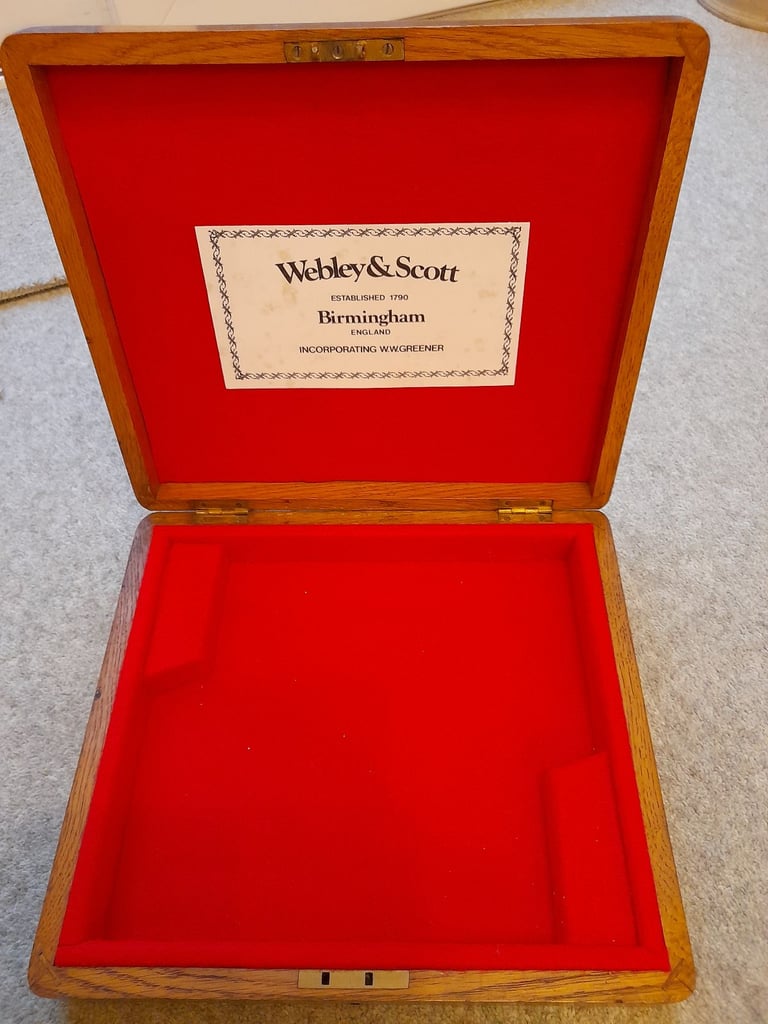 Webley & Scott
ESTABLISHED 1790
Birmingham
ENGLAND
INCORPORATING W.W.GREENER